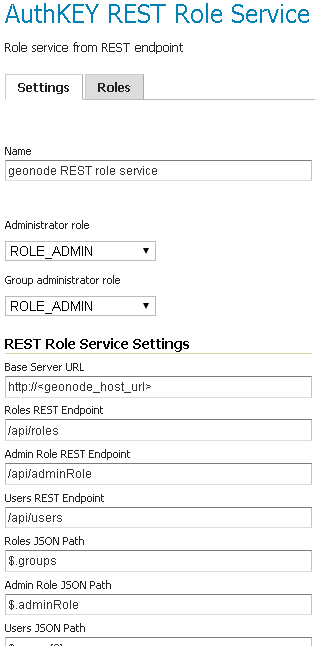 AuthKEY REST Role Service
Role service from REST endpoint
Settings Roles
Name
geonode REST role service
Administrator role
ROLE_ADMIN
Group administrator role
ROLE_ADMIN
REST Role Service Settings
Base Server URL
http://<geonode_host_url>
Roles REST Endpoint
/api/roles
Admin Role REST Endpoint
/api/adminRole
Users REST Endpoint
/api/users
Roles JSON Path
$.groups
Admin Role JSON Path
$.adminRole
Users JSON Path